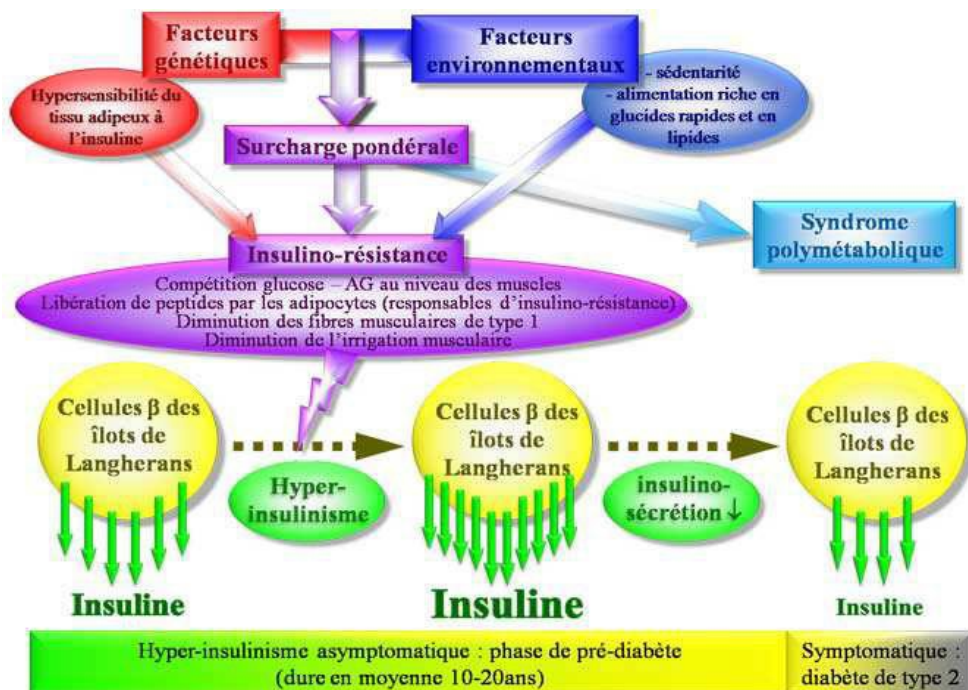 Facteurs
génétiques
Facteurs
environnementaux
Hypersensibilité du
tissu adipeux à
l'insuline
- sédentarité
- alimentation riche en
glucides rapides et en
lipides
Surcharge pondérale
Syndrome
polymétabolique
Insulino-résistance
Compétition glucose – AG au niveau des muscles
Libération de peptides par les adipocytes (responsables d'insulino-résistance)
Diminution des fibres musculaires de type 1
Diminution de l'irrigation musculaire
Cellules β des
îlots de
Langherans
Hyper-
insulinisme
Cellules β des
îlots de
Langherans
insulino-
sécrétion ↓
Cellules β des
îlots de
Langherans
Insuline
Insuline
Insuline
Hyper-insulinisme asymptomatique : phase de pré-diabète
(dure en moyenne 10-20ans)
Symptomatique :
diabète de type 2